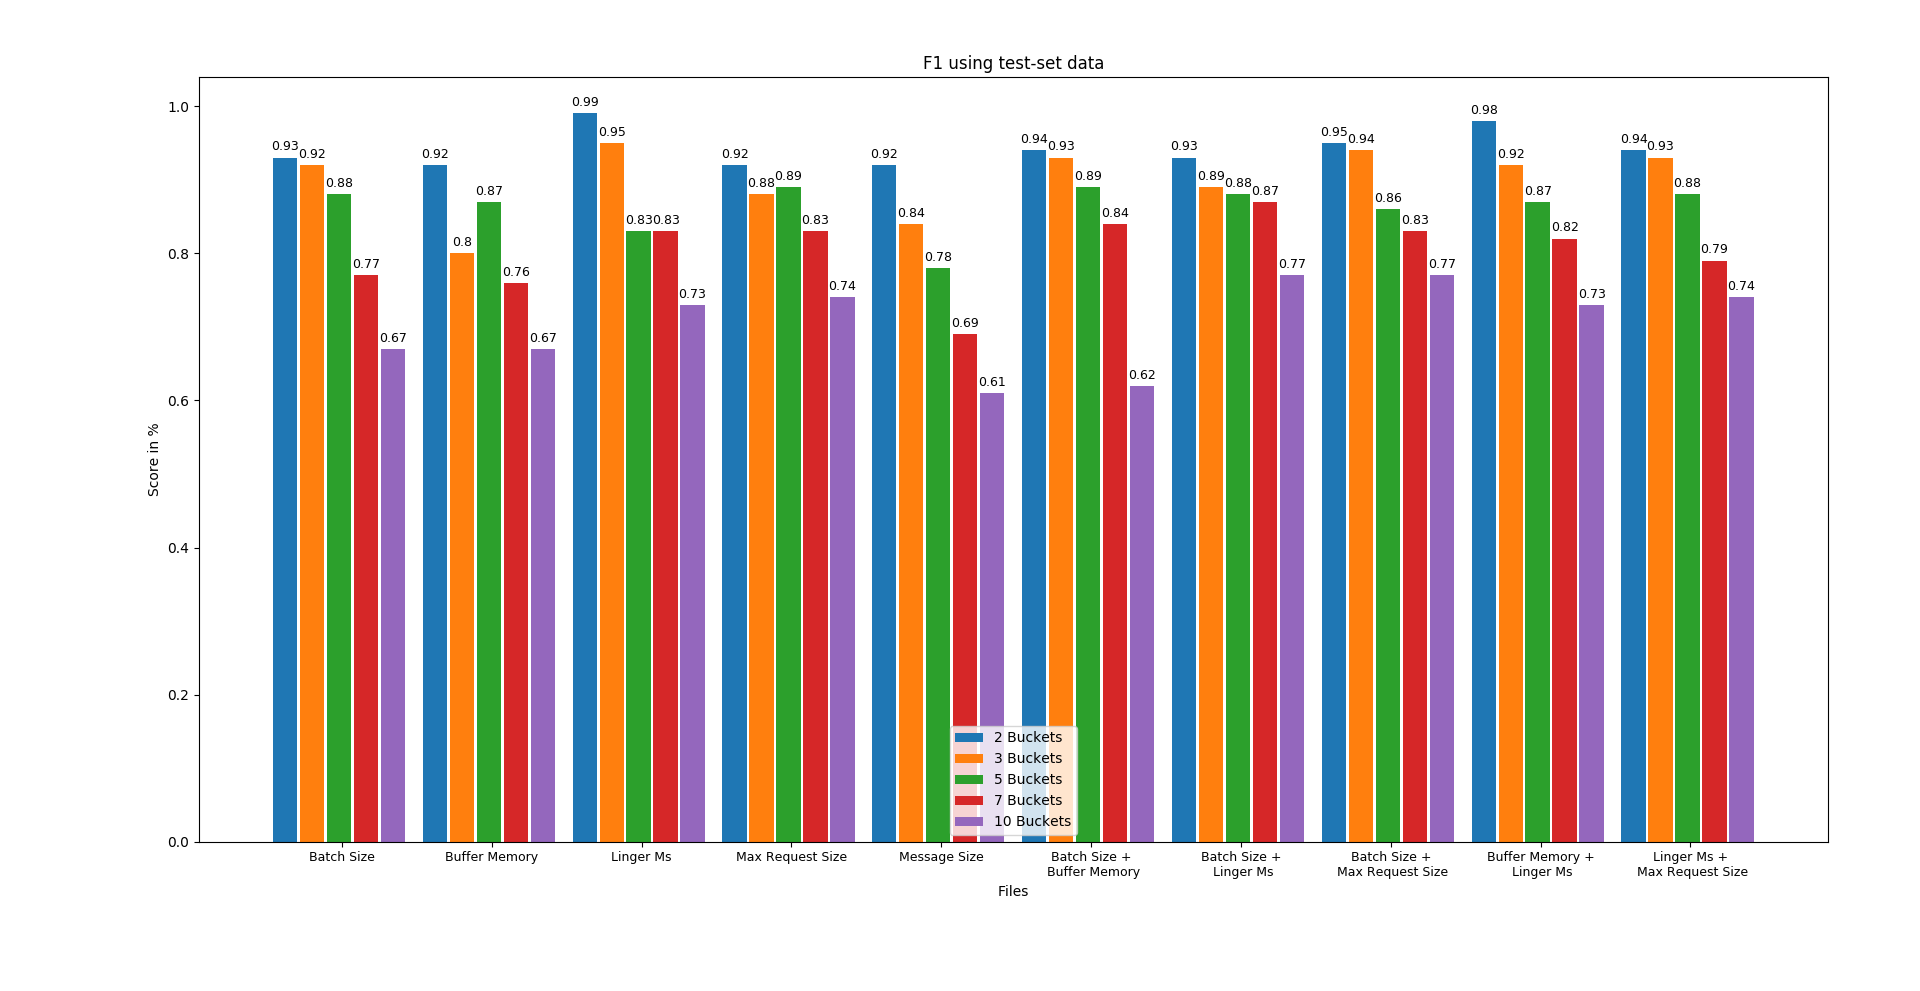 F1 using test-set data
Score in %
1.0
0.8
0.6
0.4
0.2
0.0
0.93 0.92 0.88 0.77 0.67
0.92 0.8 0.87 0.76 0.67
0.99 0.95 0.83 0.83 0.73
0.92 0.88 0.89 0.83 0.74
0.92 0.84 0.78 0.69 0.61
0.94 0.93 0.89 0.84 0.62
0.93 0.89 0.88 0.87 0.77
0.95 0.94 0.86 0.83 0.77
0.98 0.92 0.87 0.82 0.73
0.94 0.93 0.88 0.79 0.74
2 Buckets
3 Buckets
5 Buckets
7 Buckets
10 Buckets
Batch Size
Buffer Memory
Linger Ms
Max Request Size
Message Size
Batch Size +
Buffer Memory
Batch Size +
Linger Ms
Batch Size +
Max Request Size
Buffer Memory +
Linger Ms
Linger Ms +
Max Request Size
Files